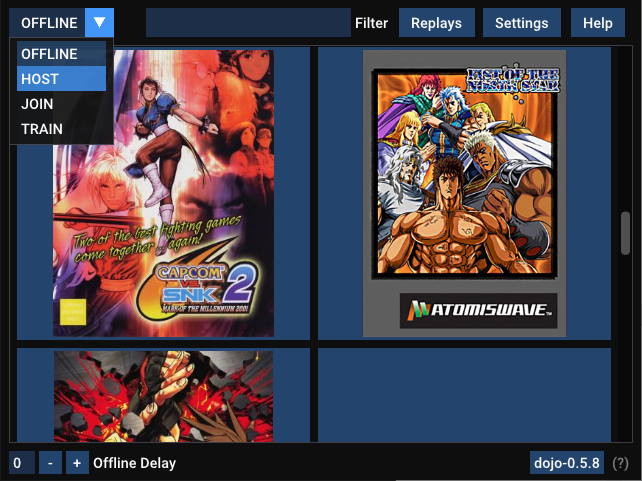 OFFLINE ▼ Filter Replays Settings Help
OFFLINE
HOST
JOIN
TRAIN
Two of the best fighting games
come together ... again!
CAPCOM
VS.
SNK 2
MARK OF THE MILLENNIUM 2001
FIST OF THE
NORTH STAR
ATOMISWAVE™
0 - + Offline Delay dojo-0.5.8 (?)